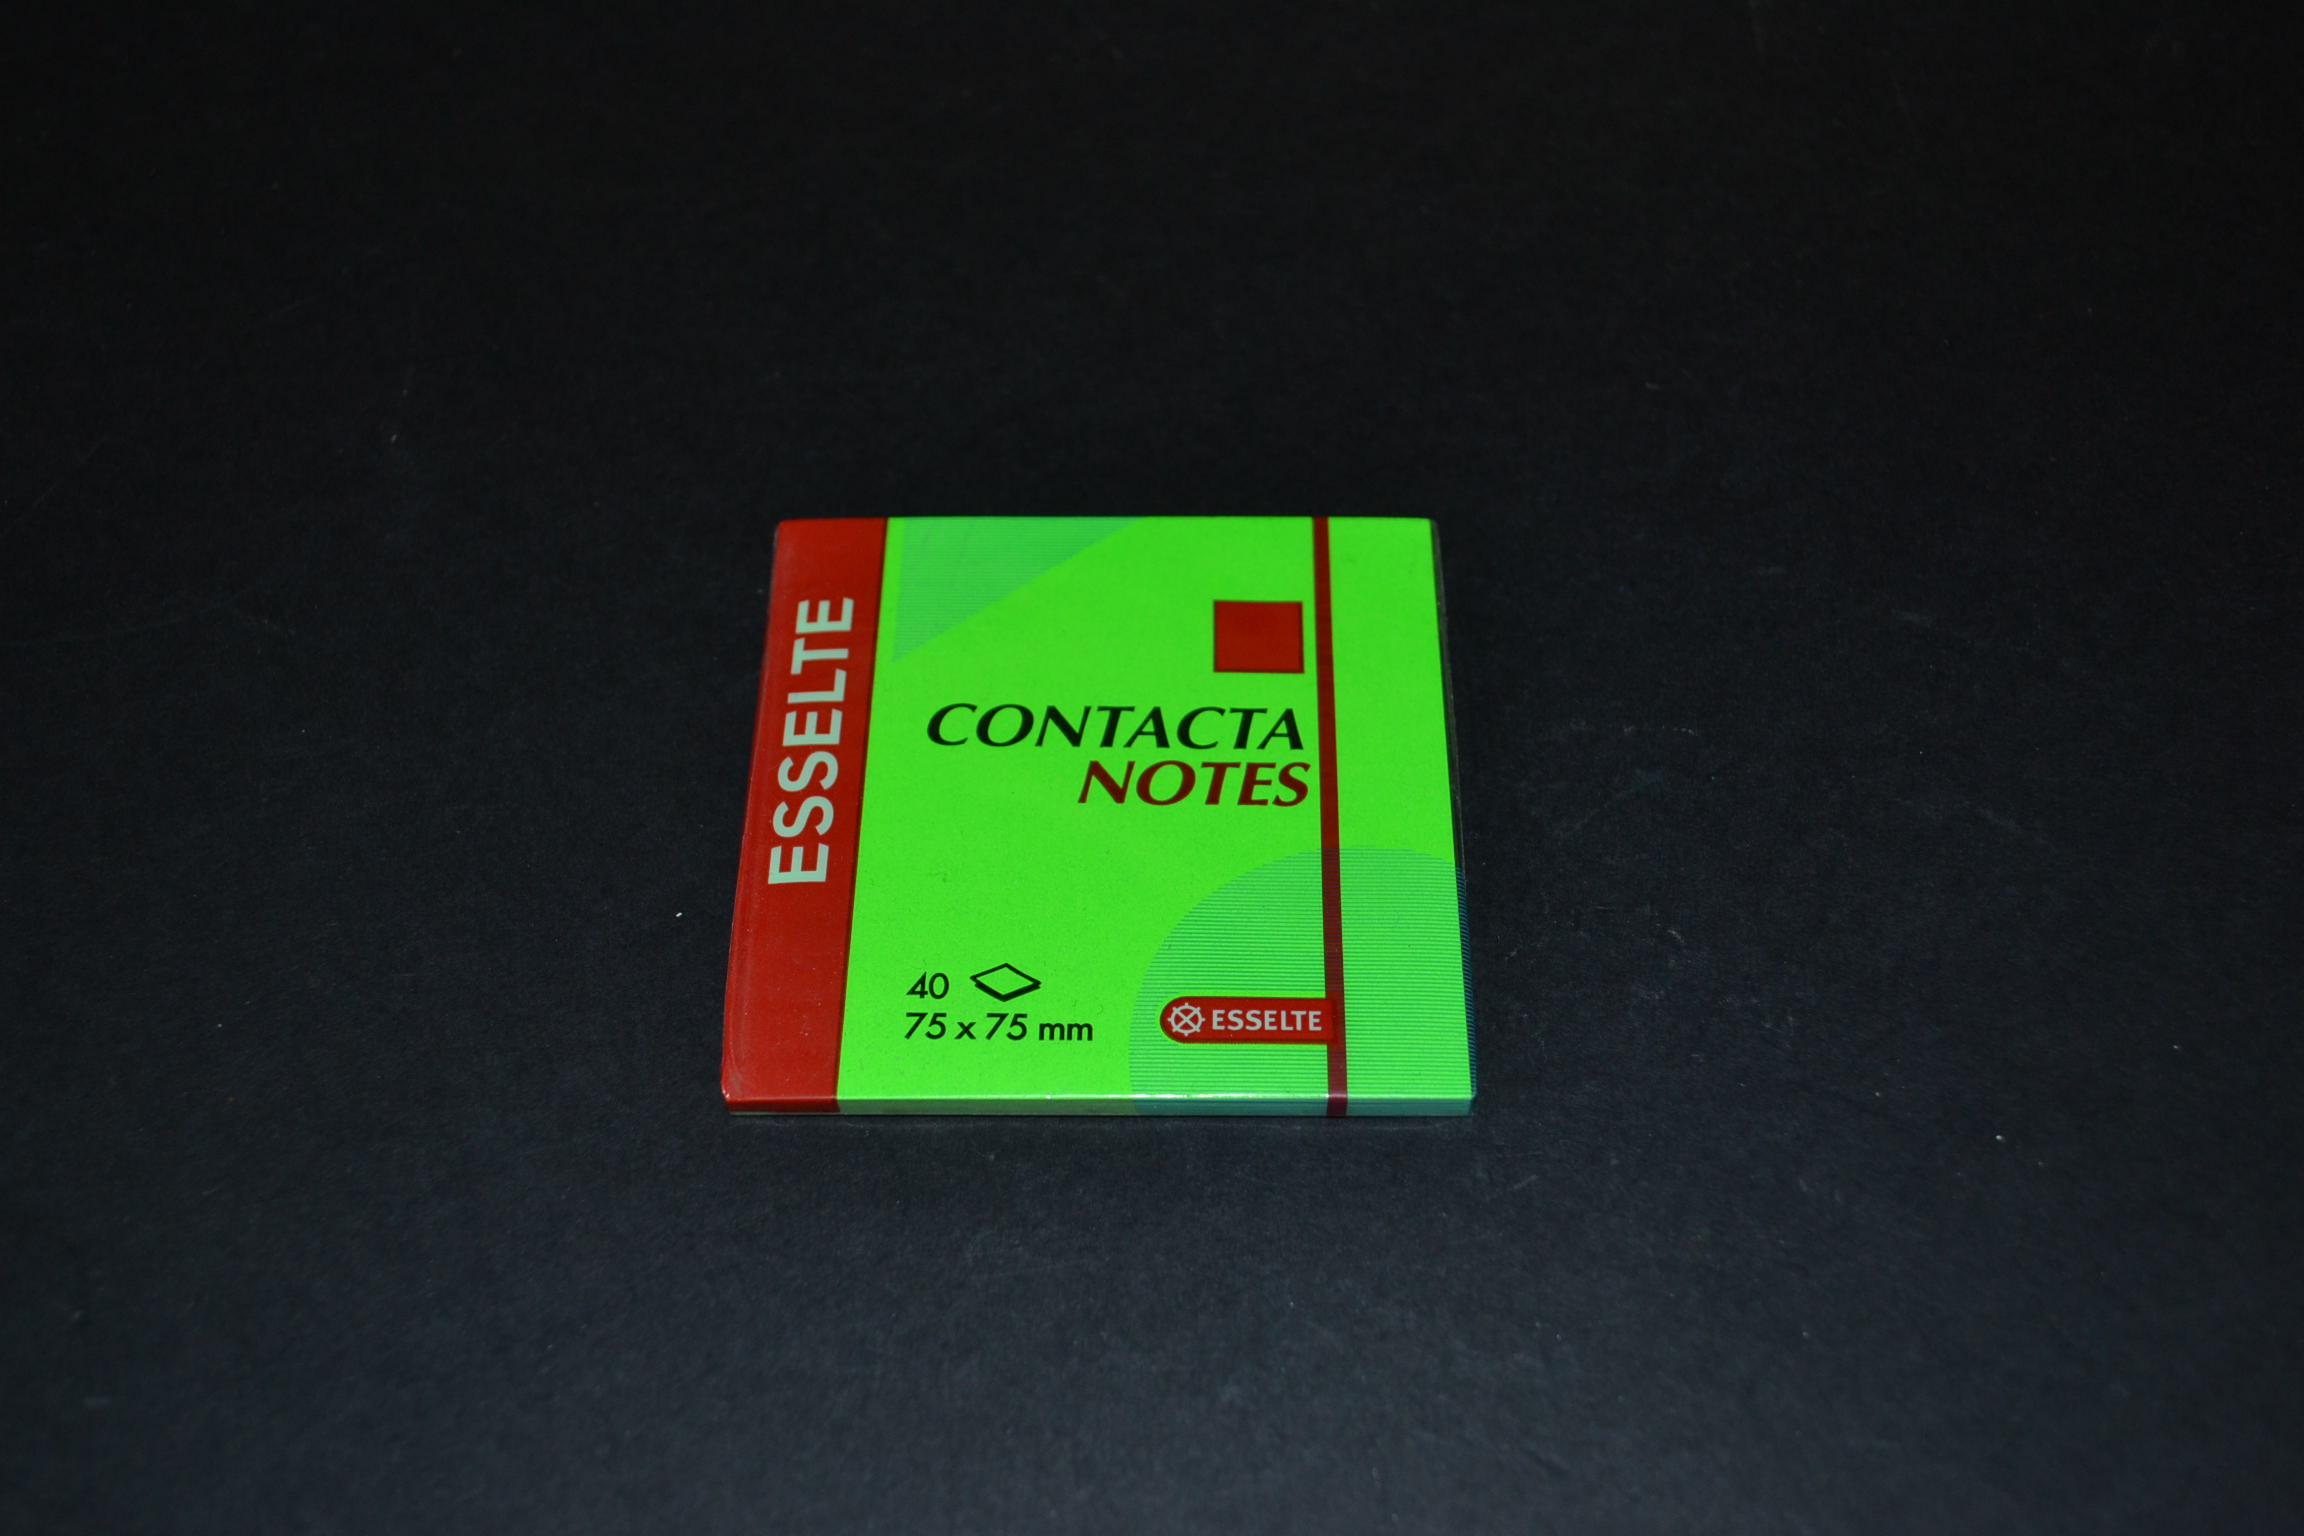 ESSELTE
CONTACTA
NOTES
40
75 x 75 mm
ESSELTE